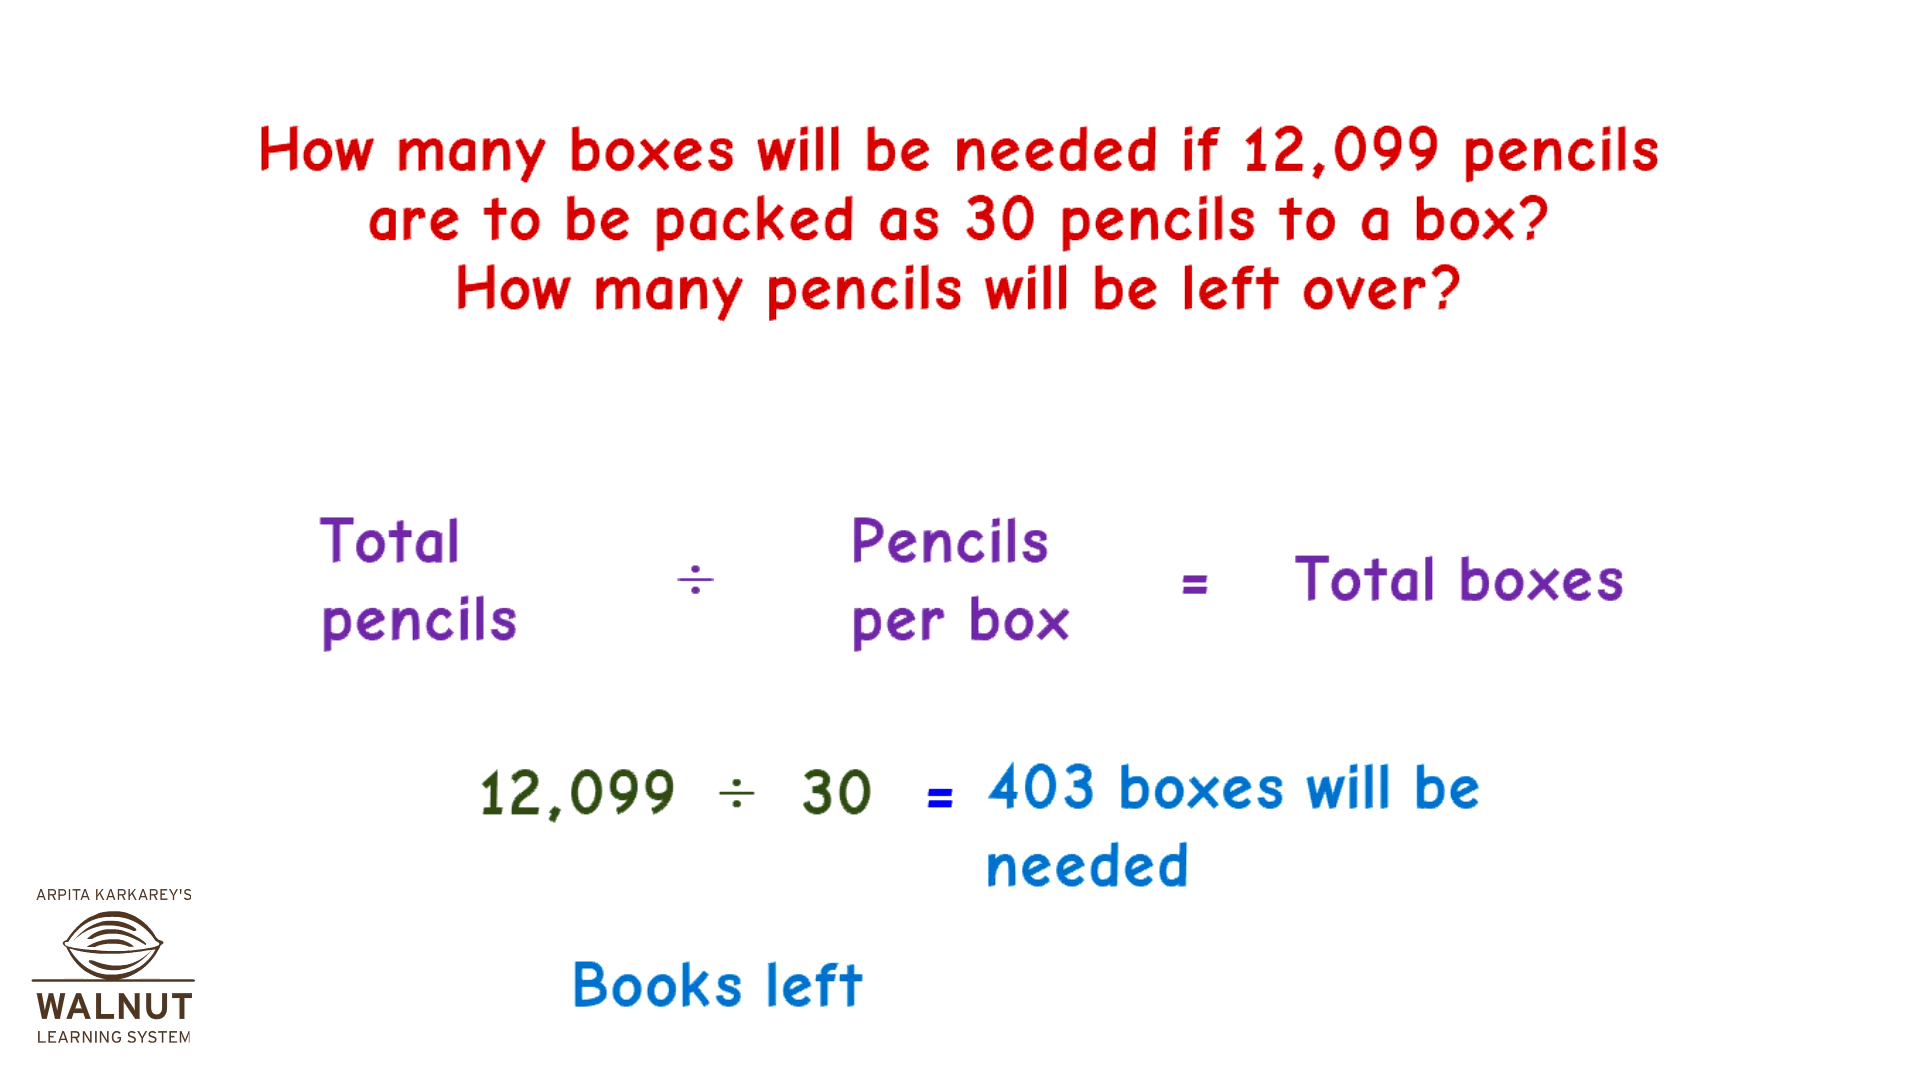 How many boxes will be needed if 12,099 pencils
are to be packed as 30 pencils to a box?
How many pencils will be left over?
Total
pencils
÷
Pencils
per box
=
Total boxes
12,099 ÷ 30 = 403 boxes will be
needed
Books left
ARPITA KARKAREY'S
WALNUT
LEARNING SYSTEM